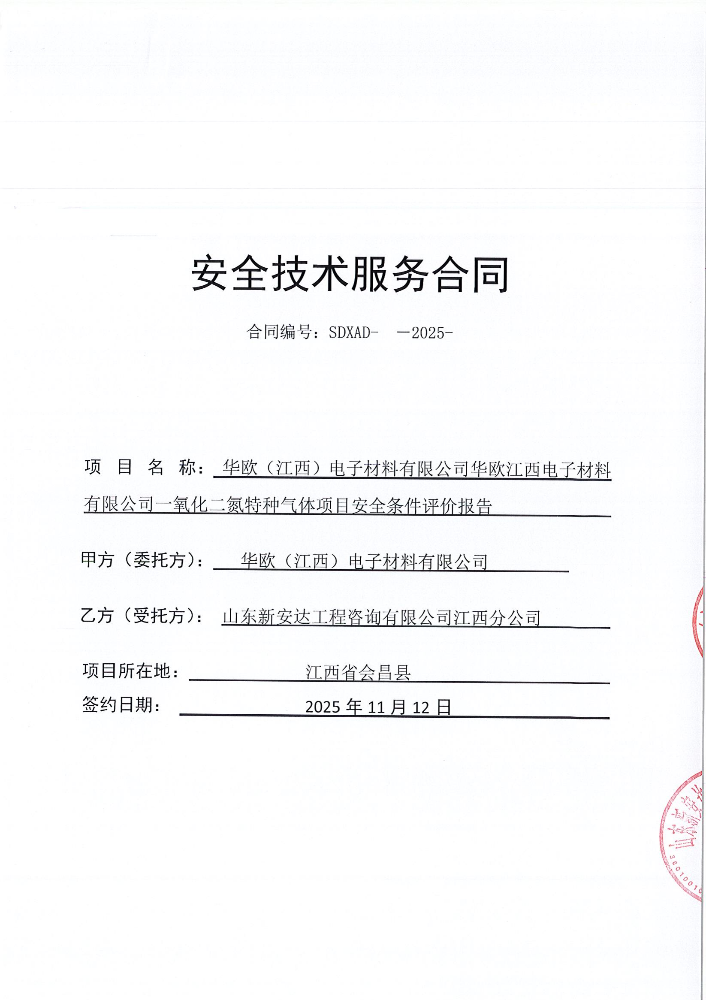 安全技术服务合同
合同编号：SDXAD-　—2025-
项 目 名 称：华欧（江西）电子材料有限公司华欧江西电子材料
有限公司一氧化二氮特种气体项目安全条件评价报告
甲方（委托方）：华欧（江西）电子材料有限公司
乙方（受托方）：山东新安达工程咨询有限公司江西分公司
项目所在地：江西省会昌县
签约日期：2025 年 11 月 12 日
山东新安